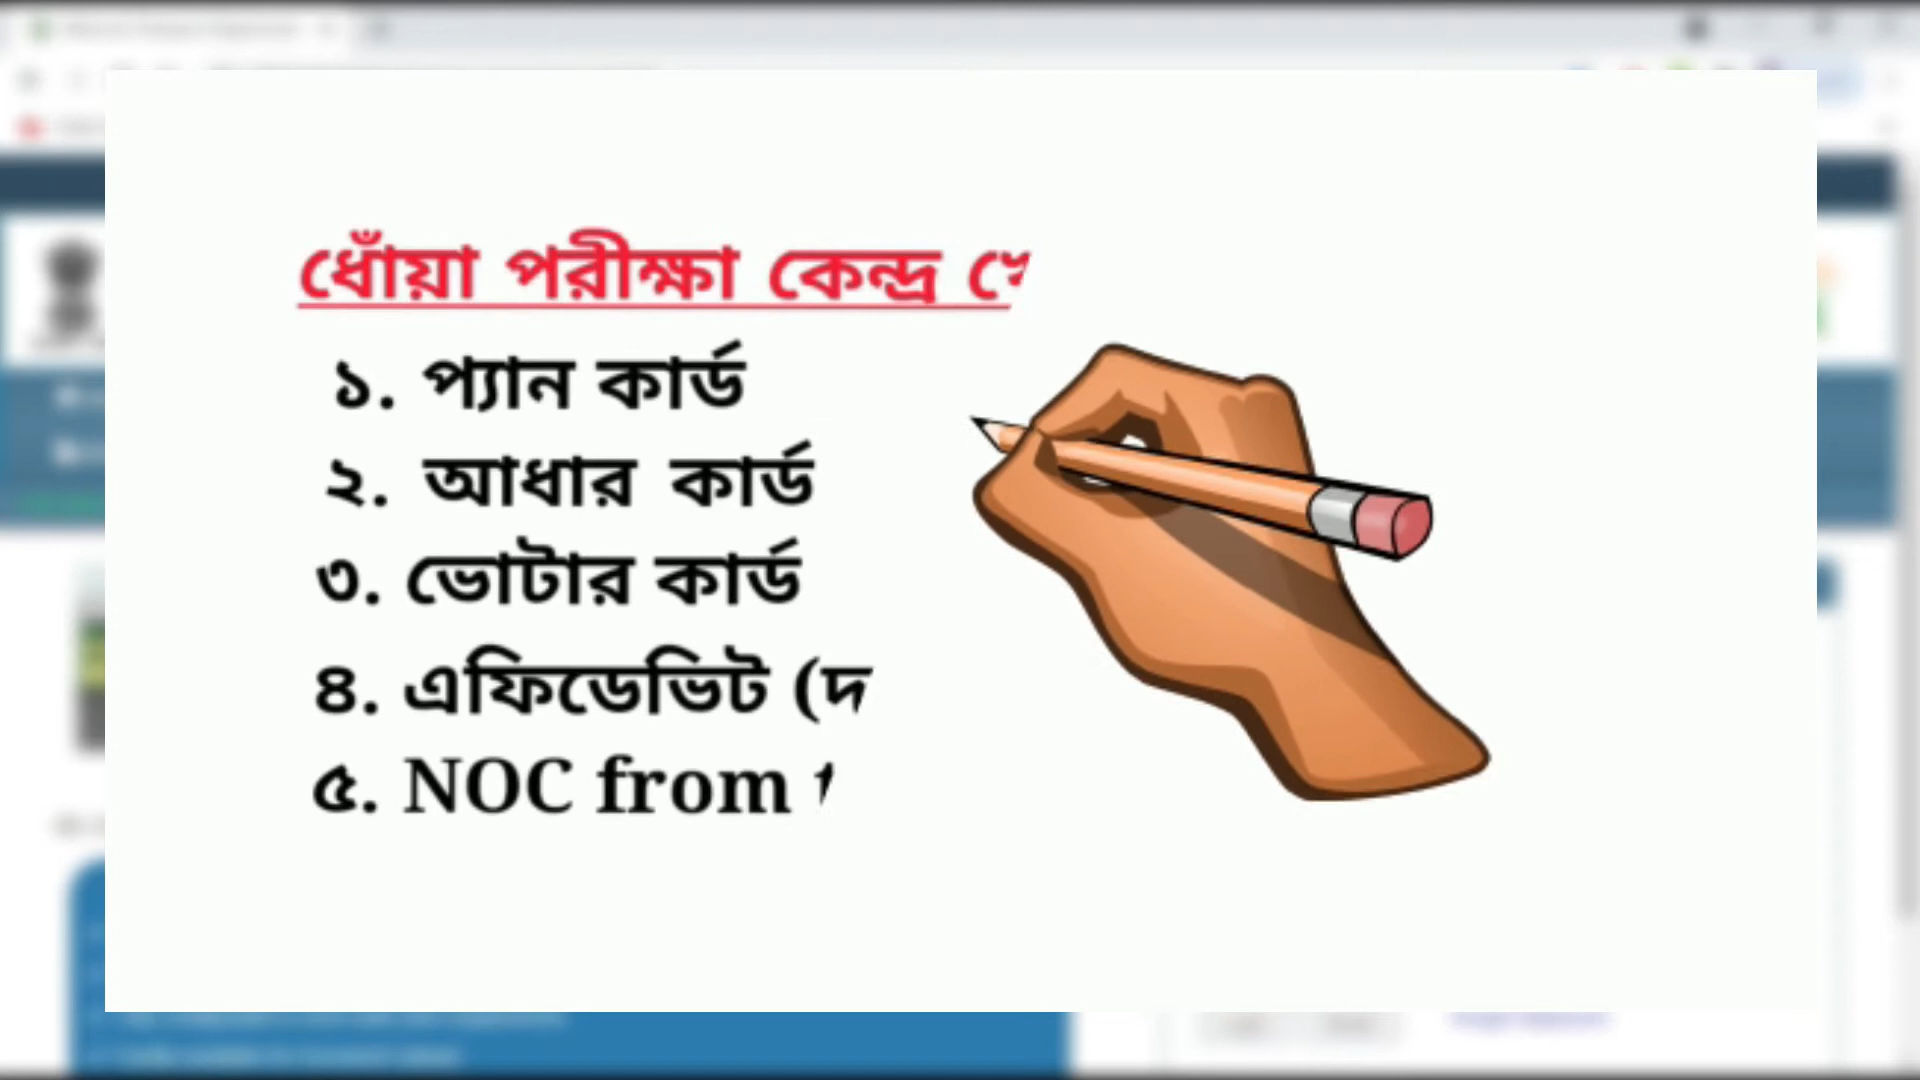 ধোঁয়া পরীক্ষা কেন্দ্র
১. প্যান কার্ড
২. আধার কার্ড
৩. ভোটার কার্ড
৪. এফিডেভিট (দ
৫. NOC from